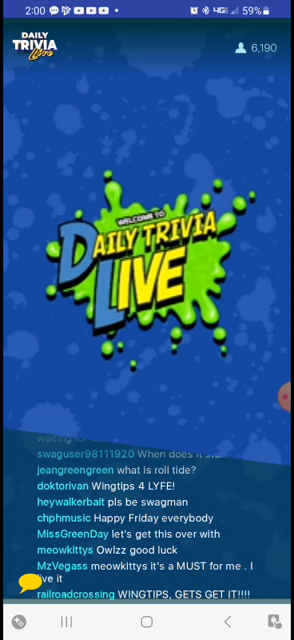 2:00 59%
DAILY
TRIVIA
Live
6,190
WELCOME TO
DAILY TRIVIA
LIVE
waiting for
swaguser98111920 When does it
jeangreengreen what is roll tide?
doktorivan Wingtips 4 LYFE!
heywalkerbait pls be swagman
chphmusic Happy Friday everybody
MissGreenDay let's get this over with
meowkittys Owlzz good luck
MzVegass meowkittys it's a MUST for me . I
ve it
railroadcrossing WINGTIPS, GETS GET IT!!!!